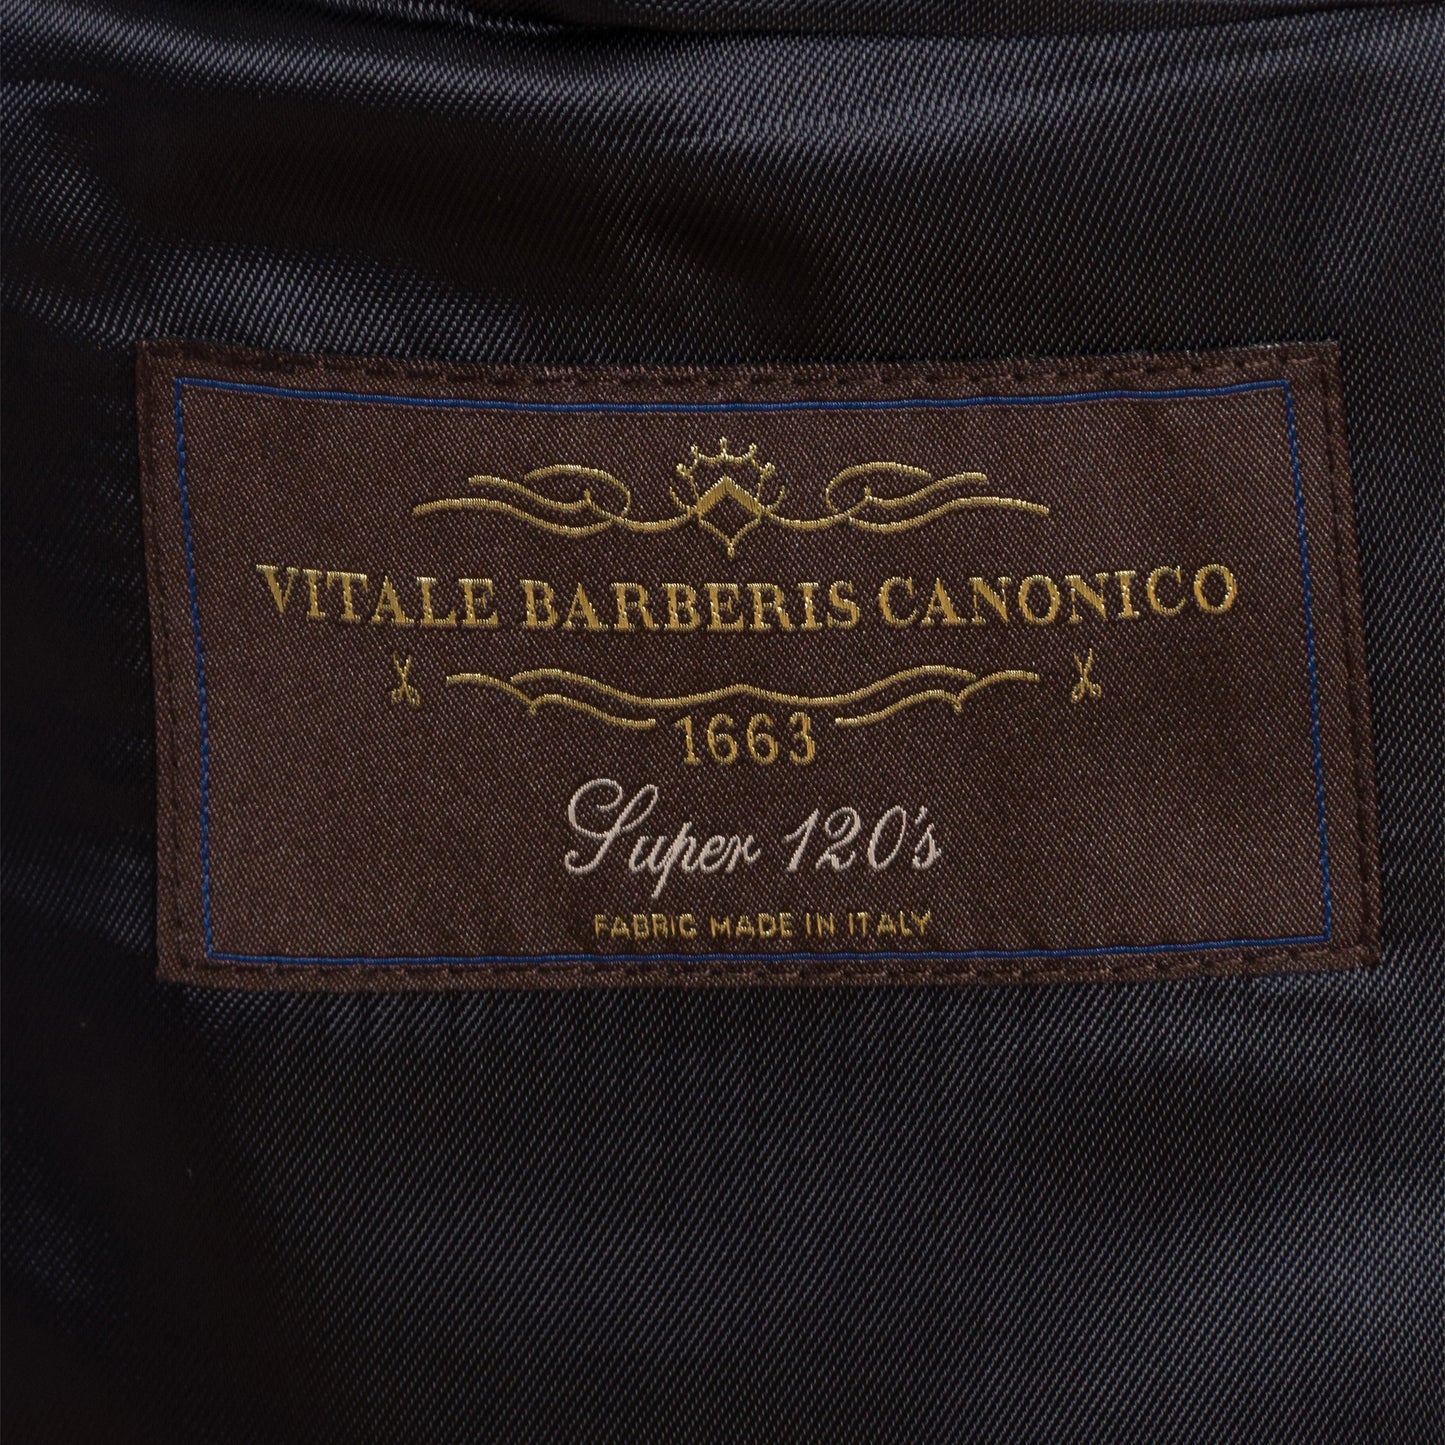 VITALE BARBERIS CANONICO
1663
Super 120's
FABRIC MADE IN ITALY